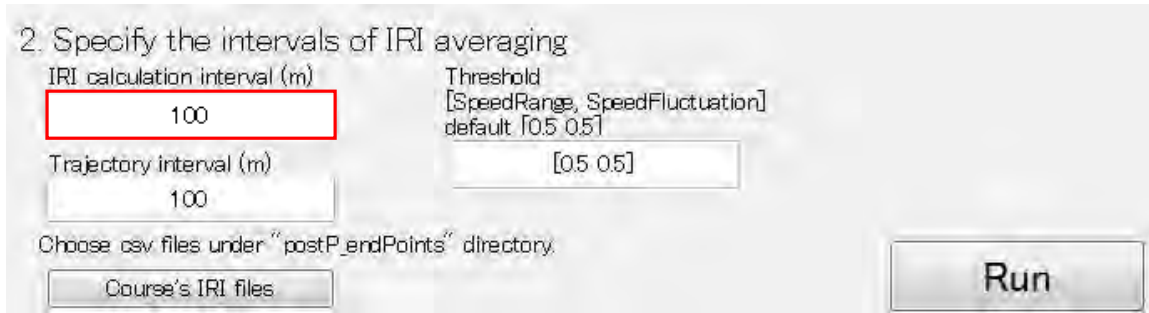 2. Specify the intervals of IRI averaging
IRI calculation interval (m)
100
Trajectory interval (m)
100
Threshold
[SpeedRange, SpeedFluctuation]
default [0.5 0.5]
[0.5 0.5]
Choose csv files under "postP_endPoints" directory.
Course's IRI files
Run